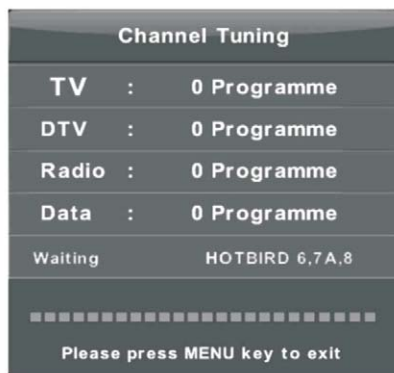 Channel Tuning
TV : 0 Programme
DTV : 0 Programme
Radio : 0 Programme
Data : 0 Programme
Waiting HOTBIRD 6,7A,8
Please press MENU key to exit